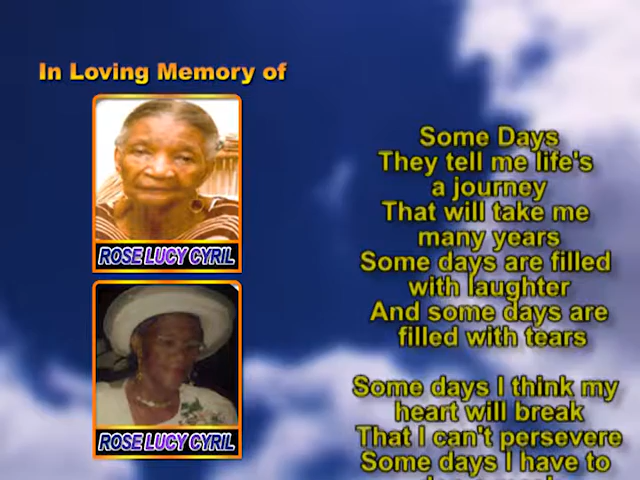 In Loving Memory of
ROSE LUCY CYRIL
ROSE LUCY CYRIL
Some Days
They tell me life's
a journey
That will take me
many years
Some days are filled
with laughter
And some days are
filled with tears
Some days I think my
heart will break
That I can't persevere
Some days I have to